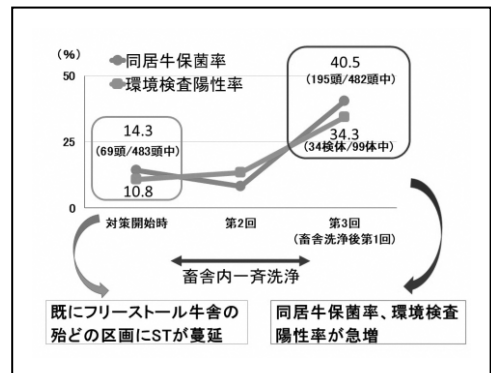 (%)
同居牛保菌率
環境検査陽性率
50
25
0
14.3
(69頭/483頭中)
10.8
40.5
(195頭/482頭中)
34.3
(34検体/99体中)
対策開始時
第2回
第3回
(畜舎洗浄後第1回)
畜舎内一斉洗浄
既にフリーストール牛舎の
殆どの区画にSTが蔓延
同居牛保菌率、環境検査
陽性率が急増